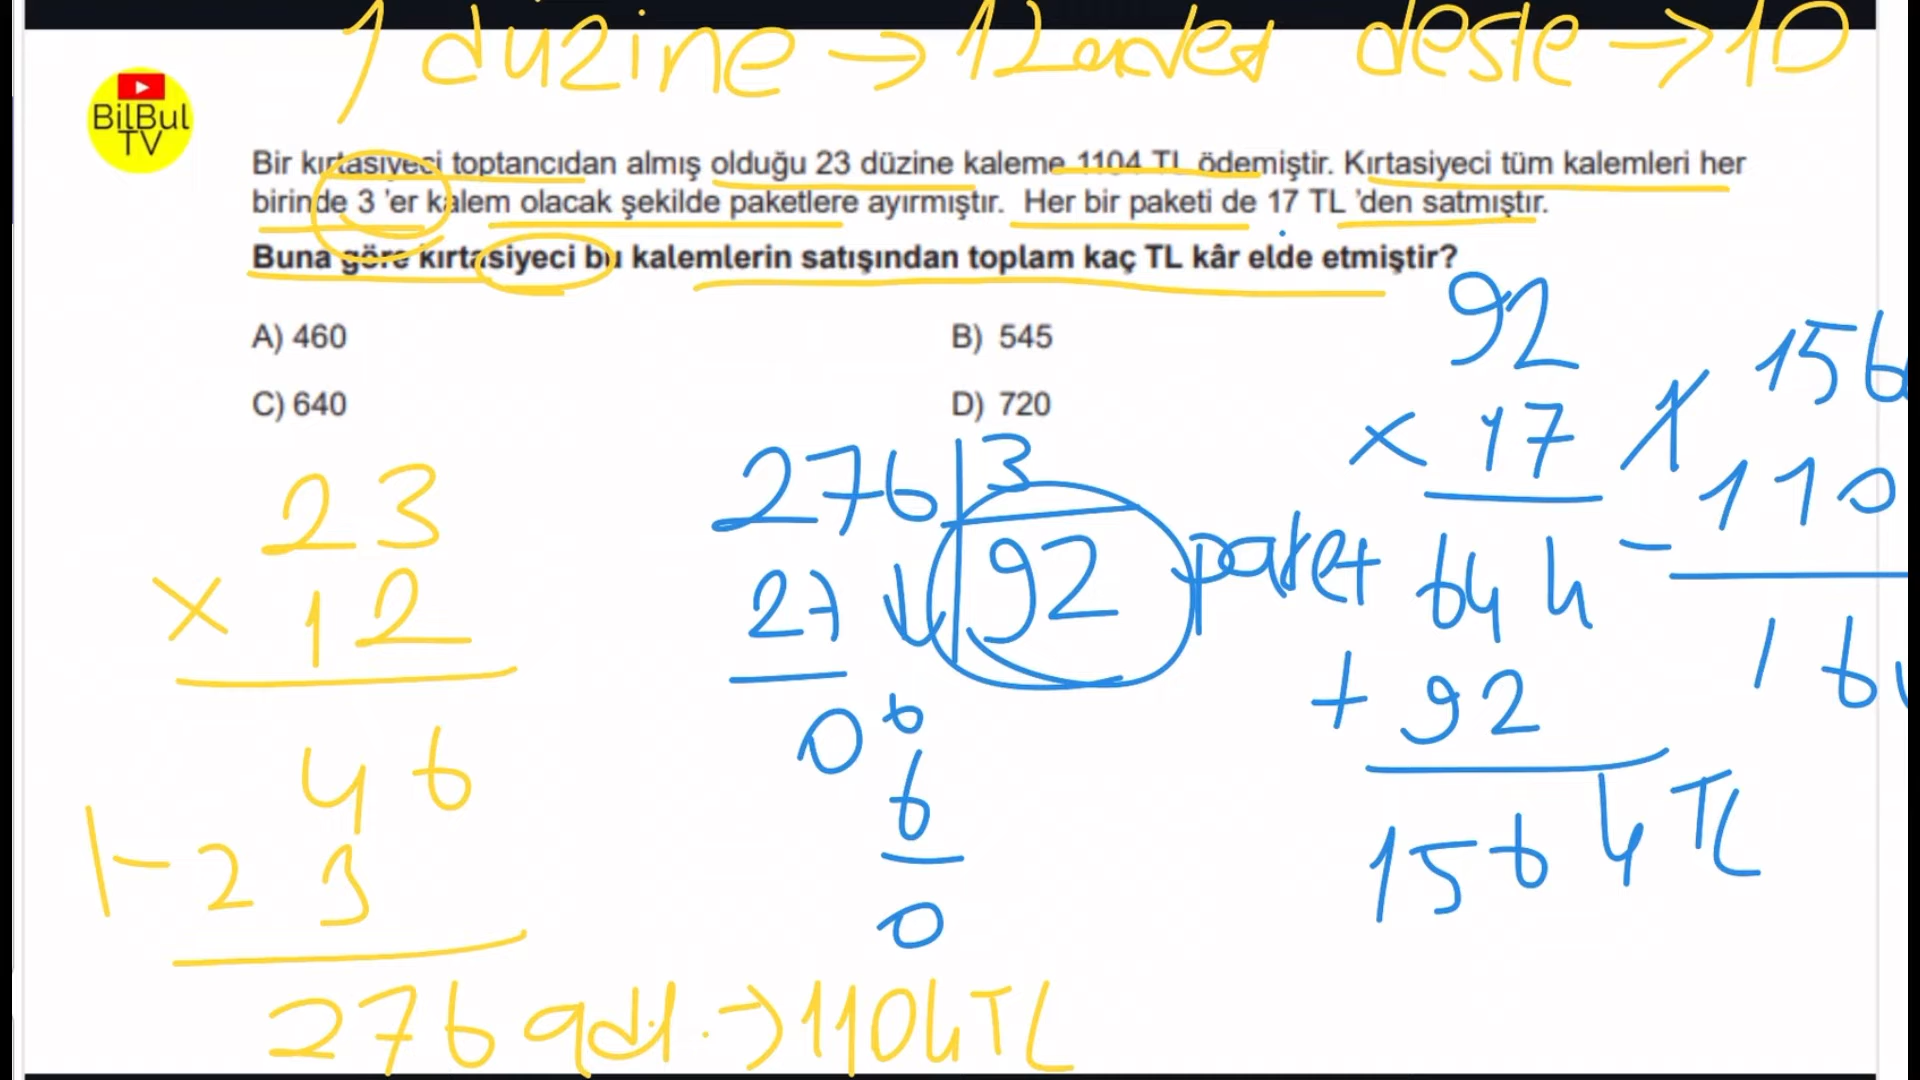 1 düzine → 12 adet deste → 10
BilBul
TV
Bir kırtasiyeci toptancıdan almış olduğu 23 düzine kaleme 1104 TL ödemiştir. Kırtasiyeci tüm kalemleri her
birinde 3 'er kalem olacak şekilde paketlere ayırmıştır. Her bir paketi de 17 TL 'den satmıştır.
Buna göre kırtasiyeci bu kalemlerin satışından toplam kaç TL kâr elde etmiştir?
A) 460
B) 545
C) 640
D) 720
23
x 12
46
+ 23
276 → 1104 TL
276 | 3
27 92 paket
06
6
0
92
x 17
644
+ 92
1564 TL
156
- 110